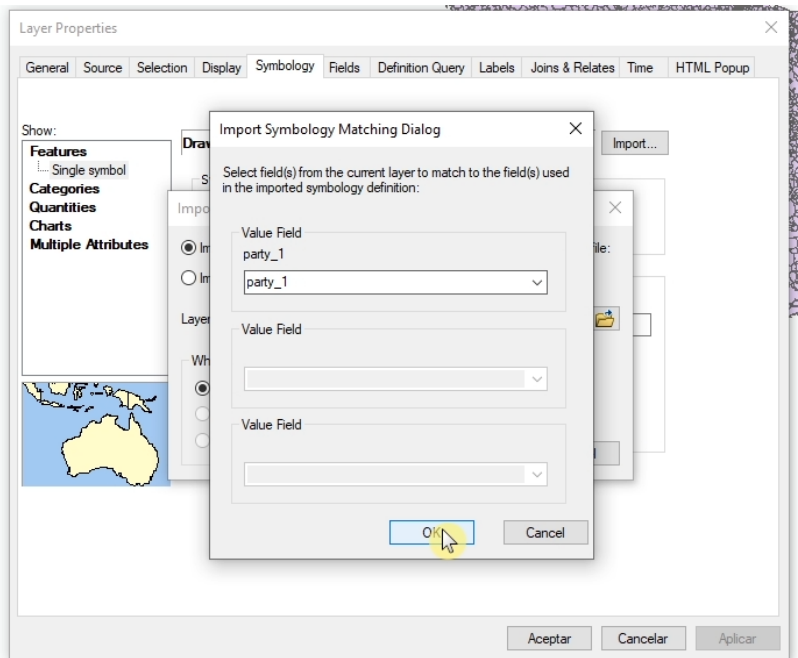 Layer Properties
General Source Selection Display Symbology Fields Definition Query Labels Joins & Relates Time HTML Popup
Show:
Features
Single symbol
Categories
Quantities
Charts
Multiple Attributes
Import...
Import Symbology Matching Dialog
Select field(s) from the current layer to match to the field(s) used
in the imported symbology definition:
Value Field
party_1
party_1
Value Field
Value Field
OK
Cancel
Aceptar
Cancelar
Aplicar